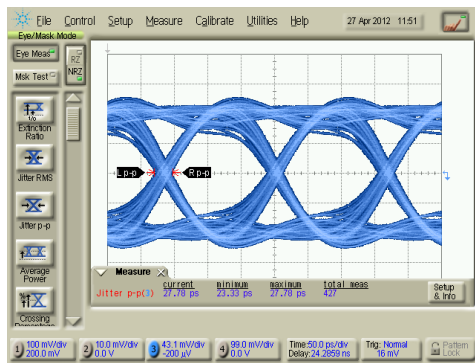 File Control Setup Measure Calibrate Utilities Help 27 Apr 2012 11:51
Eye/Mask
Mode
Eye Meas
RZ
NRZ
Msk Test
Extinction
Ratio
Jitter RMS
Jitter p-p
Average
Power
Crossing
L p-p R p-p
Measure
current minimum maximum total meas
Jitter p-p(3) 27.78 ps 23.33 ps 27.78 ps 427
Setup
& Info
1 100 mV/div
200.0 mV
2 10.0 mV/div
0.0 V
3 43.1 mV/div
-200 µV
4 99.0 mV/div
0.0 V
Time:50.0 ps/div
Delay:24.2859 ns
Trig: Normal
16 mV
Pattern
Lock